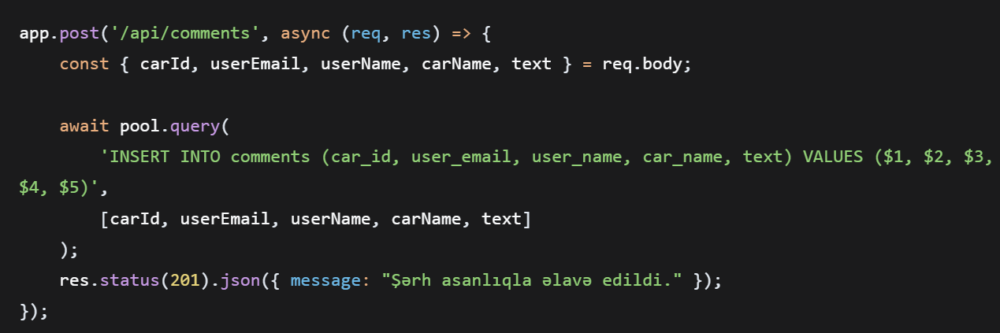 app.post('/api/comments', async (req, res) => {
    const { carId, userEmail, userName, carName, text } = req.body;

    await pool.query(
        'INSERT INTO comments (car_id, user_email, user_name, car_name, text) VALUES ($1, $2, $3,
$4, $5)',
        [carId, userEmail, userName, carName, text]
    );
    res.status(201).json({ message: "Şərh asanlıqla əlavə edildi." });
});